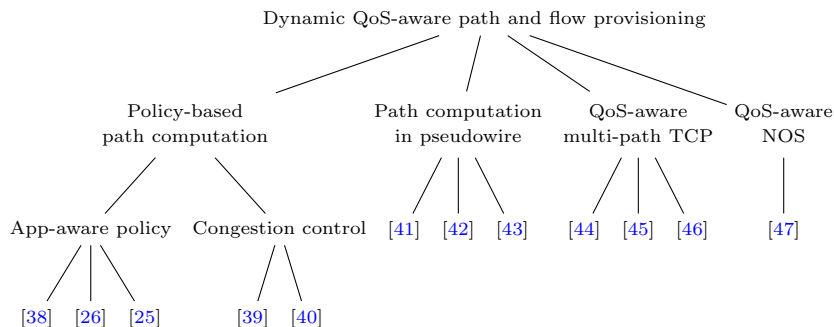 Dynamic QoS-aware path and flow provisioning
Policy-based
path computation
Path computation
in pseudowire
QoS-aware
multi-path TCP
QoS-aware
NOS
App-aware policy
Congestion control
[41] [42] [43]
[44] [45] [46]
[47]
[38] [26] [25]
[39] [40]